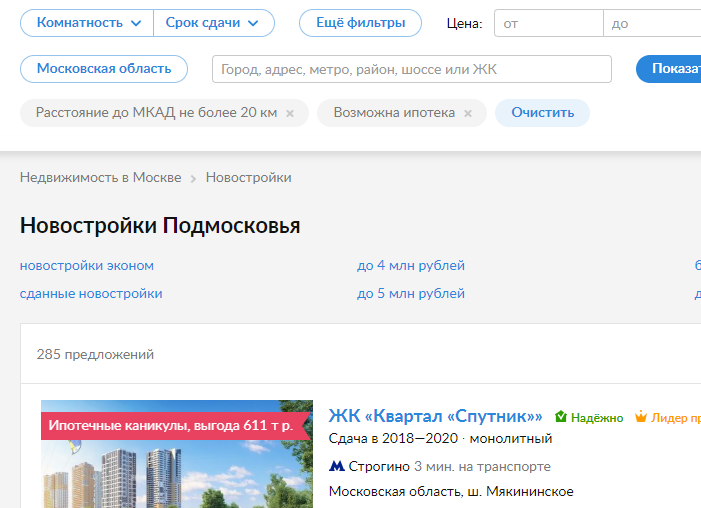 Комнатность Срок сдачи Ещё фильтры Цена: от до
Московская область Город, адрес, метро, район, шоссе или ЖК
Расстояние до МКАД не более 20 км × Возможна ипотека × Очистить
Недвижимость в Москве > Новостройки
Новостройки Подмосковья
новостройки эконом до 4 млн рублей
сданные новостройки до 5 млн рублей
285 предложений
Ипотечные каникулы, выгода 611 т р.
ЖК «Квартал «Спутник»» Надёжно Лидер
Сдача в 2018—2020 · монолитный
Строгино 3 мин. на транспорте
Московская область, ш. Мякининское